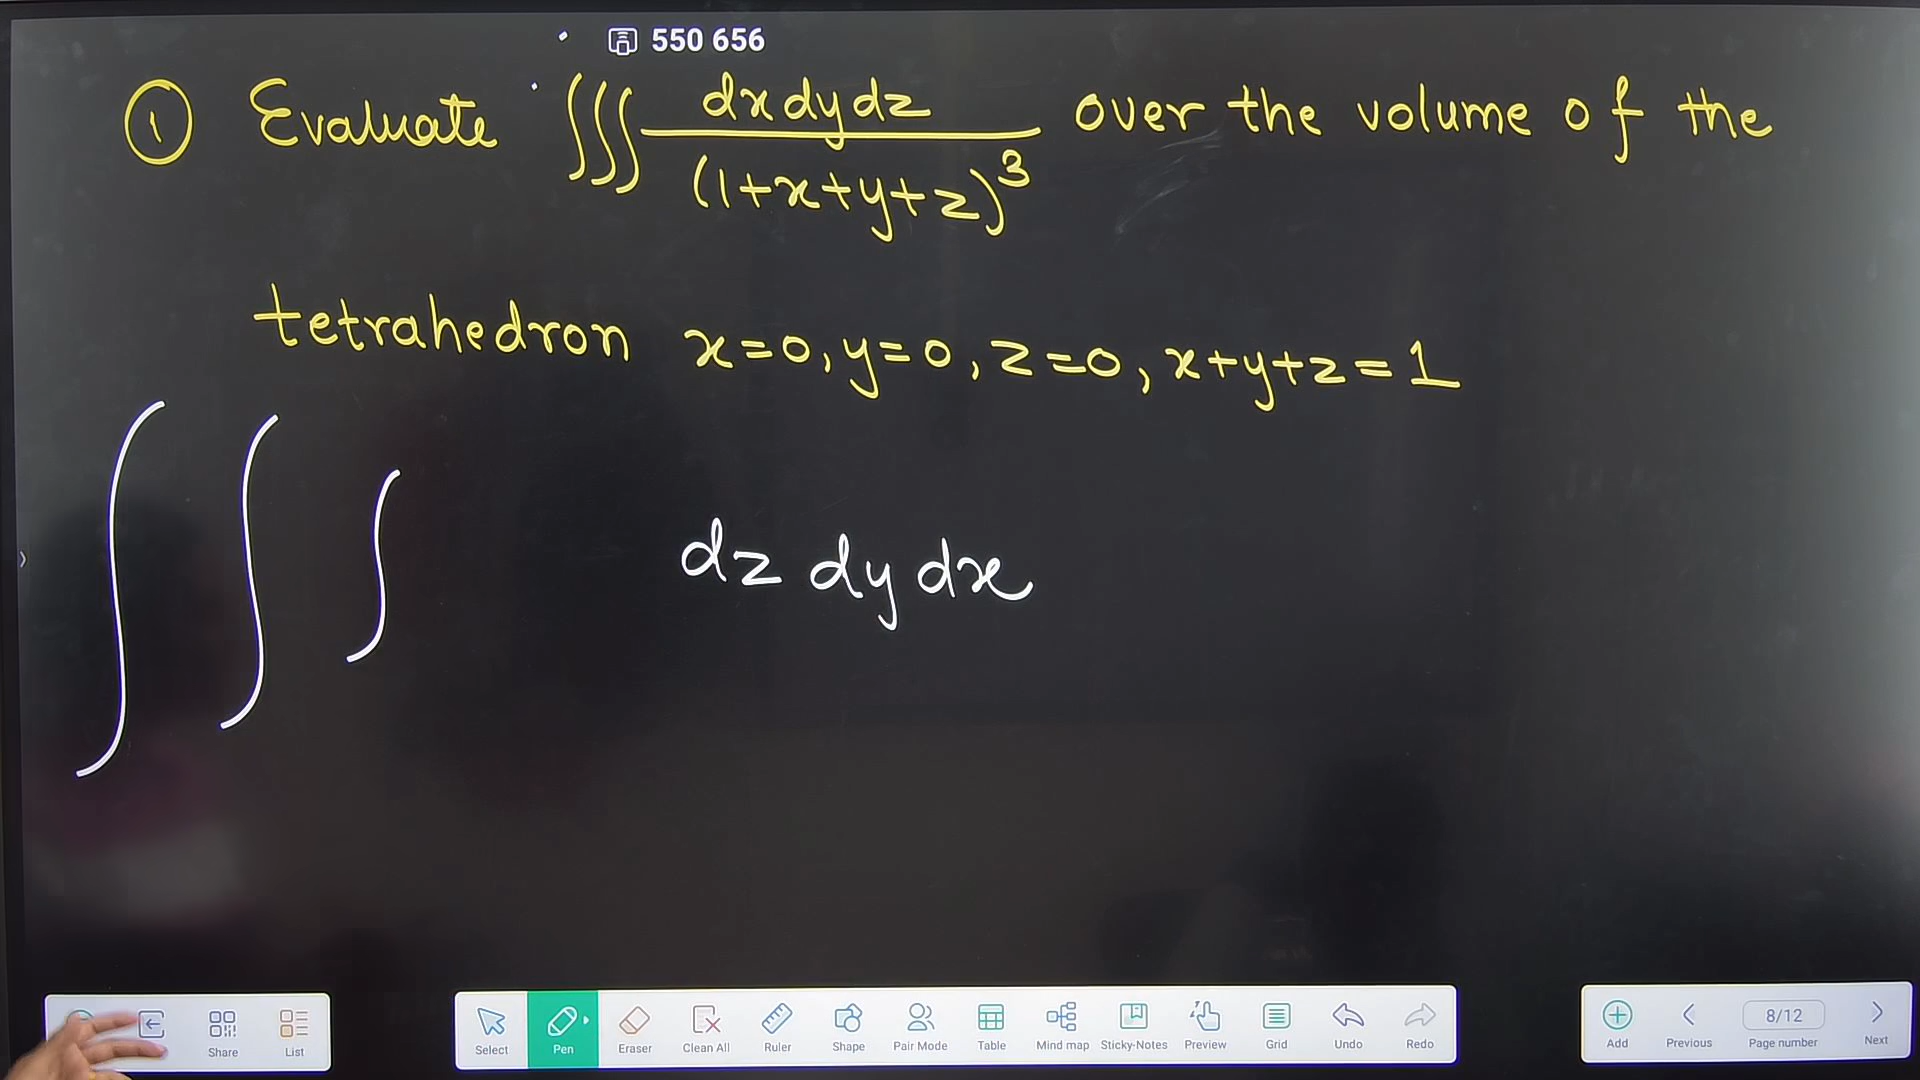 550 656
① Evaluate ∭ dxdydz / (1+x+y+z)³ over the volume of the
tetrahedron x=0, y=0, z=0, x+y+z=1
∫ ∫ ∫ dz dy dx
Share
List
Select
Pen
Eraser
Clean All
Ruler
Shape
Pair Mode
Table
Mind map
Sticky-Notes
Preview
Grid
Undo
Redo
Add
Previous
8/12
Page number
Next